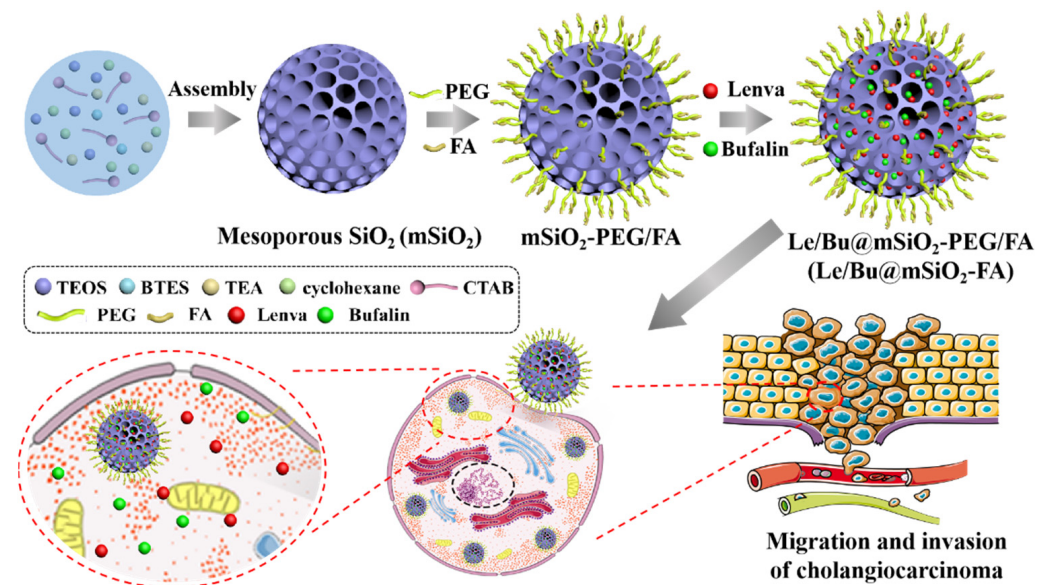 Assembly
PEG
FA
Lenva
Bufalin
Mesoporous SiO₂ (mSiO₂)
mSiO₂-PEG/FA
Le/Bu@mSiO₂-PEG/FA
(Le/Bu@mSiO₂-FA)
TEOS BTES TEA cyclohexane CTAB
PEG FA Lenva Bufalin
Migration and invasion
of cholangiocarcinoma